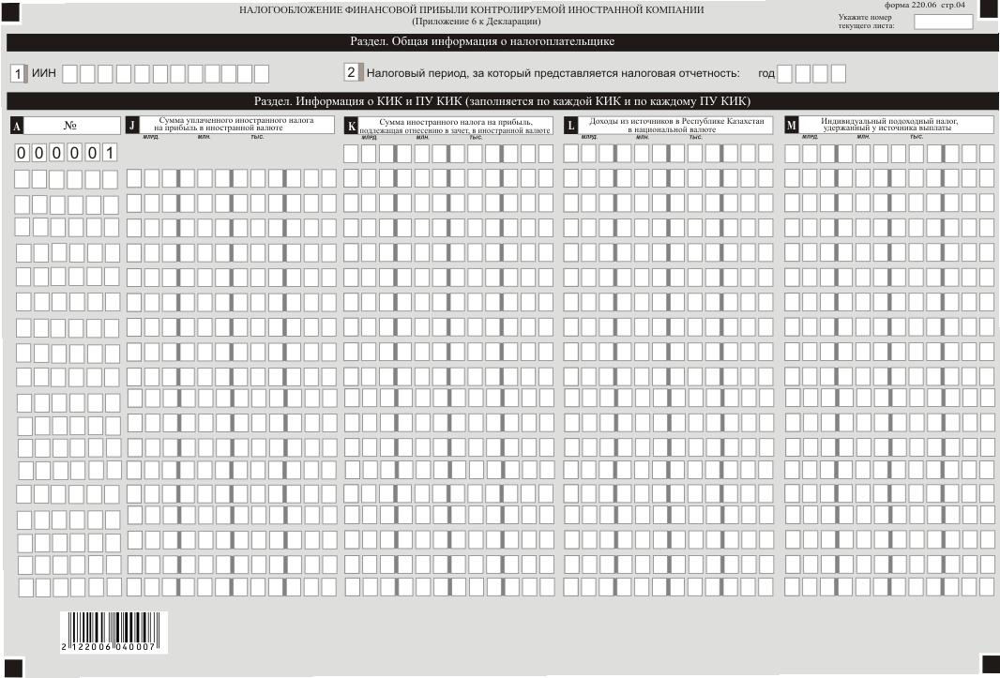 форма 220.06 стр.04
НАЛОГООБЛОЖЕНИЕ ФИНАНСОВОЙ ПРИБЫЛИ КОНТРОЛИРУЕМОЙ ИНОСТРАННОЙ КОМПАНИИ
(Приложение 6 к Декларации)
Укажите номер
текущего листа:
Раздел. Общая информация о налогоплательщике
1 ИИН 2 Налоговый период, за который представляется налоговая отчетность: год
Раздел. Информация о КИК и ПУ КИК (заполняется по каждой КИК и по каждому ПУ КИК)
A №
J Сумма уплаченного иностранного налога
на прибыль в иностранной валюте
K Сумма иностранного налога на прибыль,
подлежащая отнесению в зачет, в иностранной валюте
L Доходы из источников в Республике Казахстан
в национальной валюте
M Индивидуальный подоходный налог,
удержанный у источника выплаты
МЛРД. МЛН. ТЫС. МЛРД. МЛН. ТЫС. МЛРД. МЛН. ТЫС. МЛРД. МЛН. ТЫС.
000001
2 122006 040007